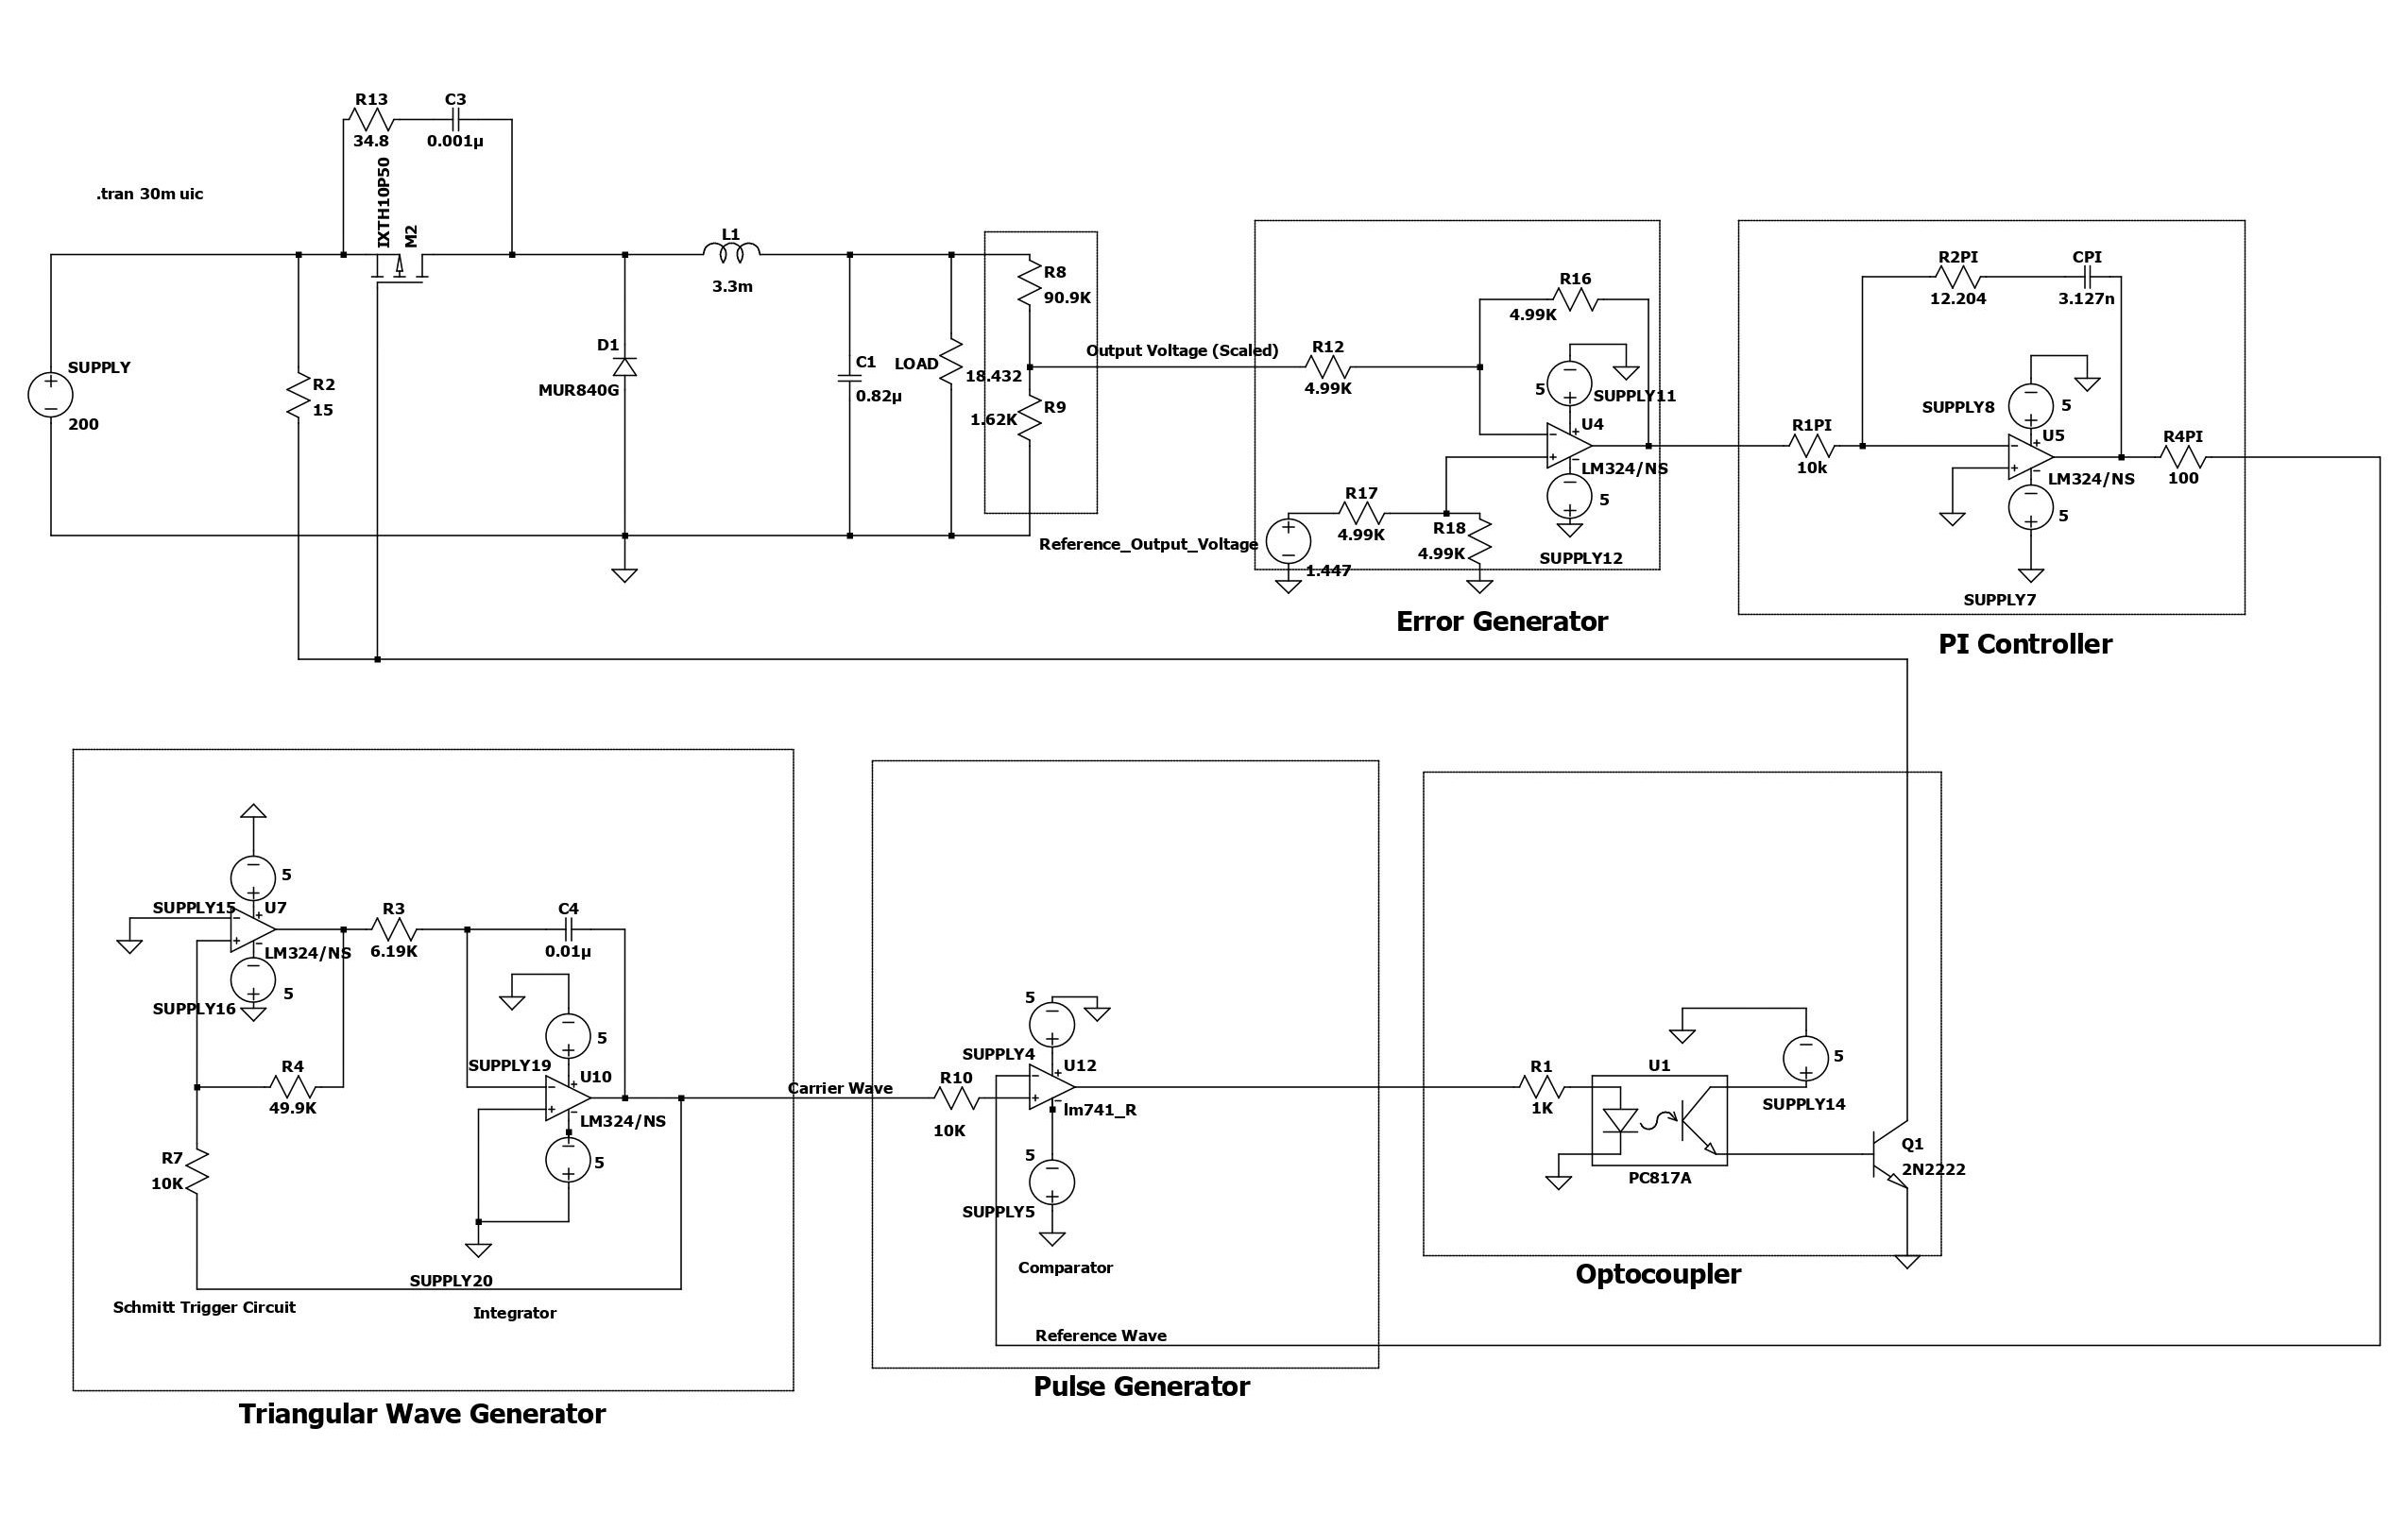 R13
34.8
C3
0.001µ
IXTH10P50
M2
.tran 30m uic
SUPPLY
200
R2
15
L1
3.3m
D1
MUR840G
C1
0.82µ
LOAD
18.432
R8
90.9K
R9
1.62K
Output Voltage (Scaled)
R12
4.99K
R16
4.99K
5
SUPPLY11
U4
LM324/NS
5
SUPPLY12
R17
4.99K
R18
4.99K
Reference_Output_Voltage
1.447
Error Generator
R2PI
12.204
CPI
3.127n
SUPPLY8
5
U5
LM324/NS
5
SUPPLY7
R1PI
10k
R4PI
100
PI Controller
5
SUPPLY15
U7
LM324/NS
5
SUPPLY16
R3
6.19K
C4
0.01µ
R4
49.9K
R7
10K
5
SUPPLY19
U10
LM324/NS
5
SUPPLY20
Schmitt Trigger Circuit
Integrator
Triangular Wave Generator
Carrier Wave
R10
10K
5
SUPPLY4
U12
lm741_R
5
SUPPLY5
Comparator
Reference Wave
Pulse Generator
R1
1K
U1
PC817A
5
SUPPLY14
Q1
2N2222
Optocoupler